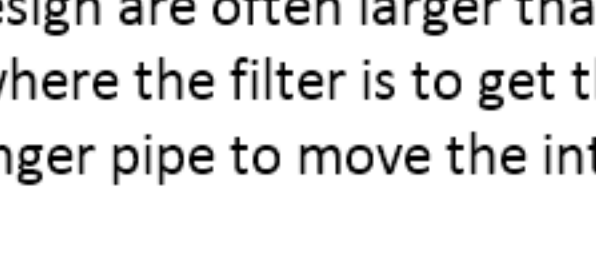 esign are often larger tha
where the filter is to get t
nger pipe to move the int